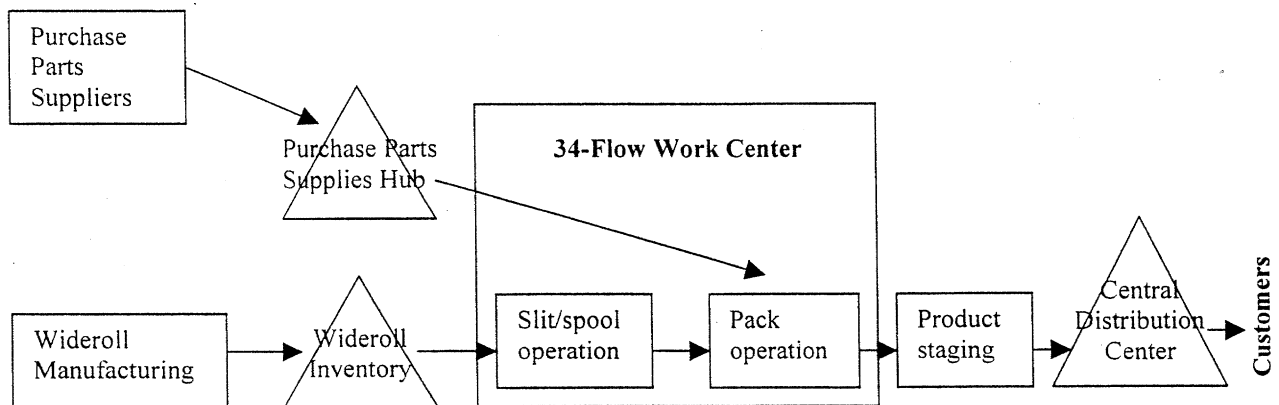 Purchase
Parts
Suppliers
Purchase Parts
Supplies Hub
34-Flow Work Center
Wideroll
Manufacturing
Wideroll
Inventory
Slit/spool
operation
Pack
operation
Product
staging
Central
Distribution
Center
Customers